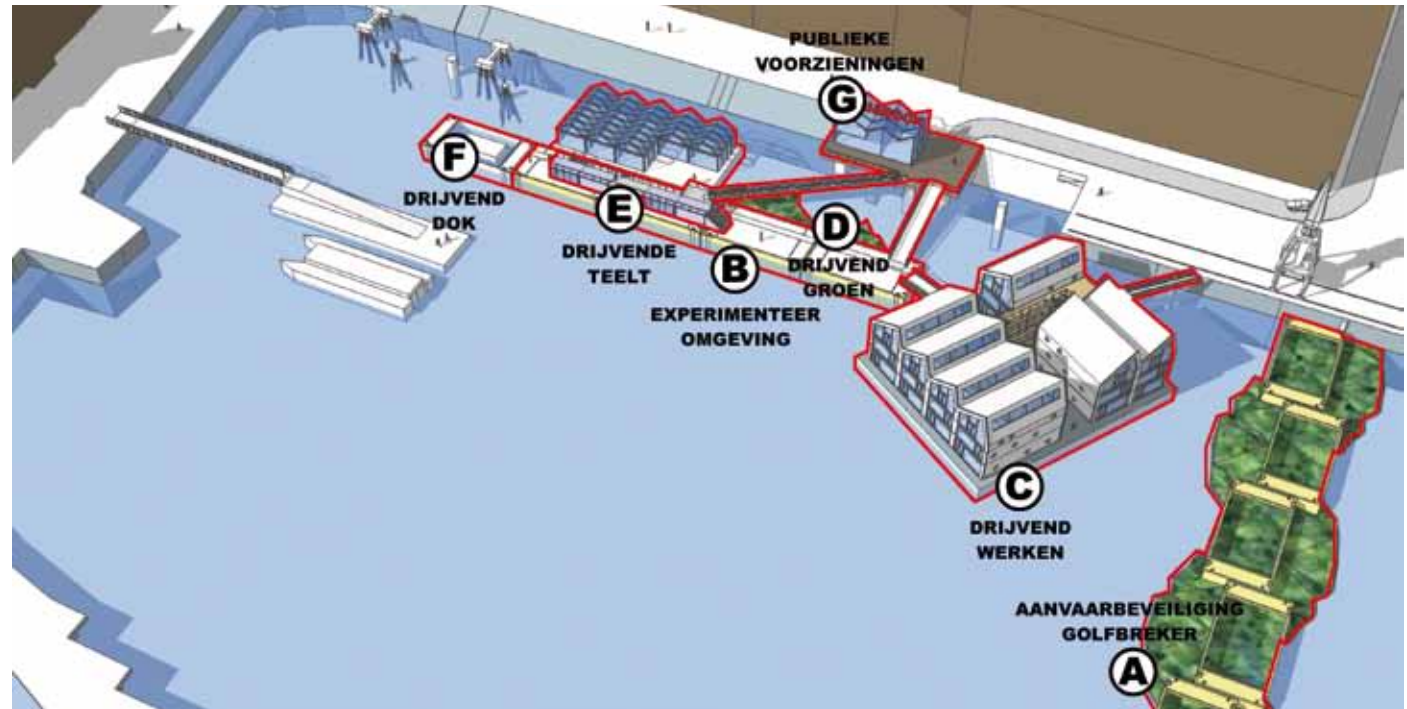 PUBLIEKE
VOORZIENINGEN
G
F
DRIJVEND
DOK
E
DRIJVENDE
TEELT
D
DRIJVEND
GROEN
B
EXPERIMENTEER
OMGEVING
C
DRIJVEND
WERKEN
AANVAARBEVEILIGING
GOLFBREKER
A